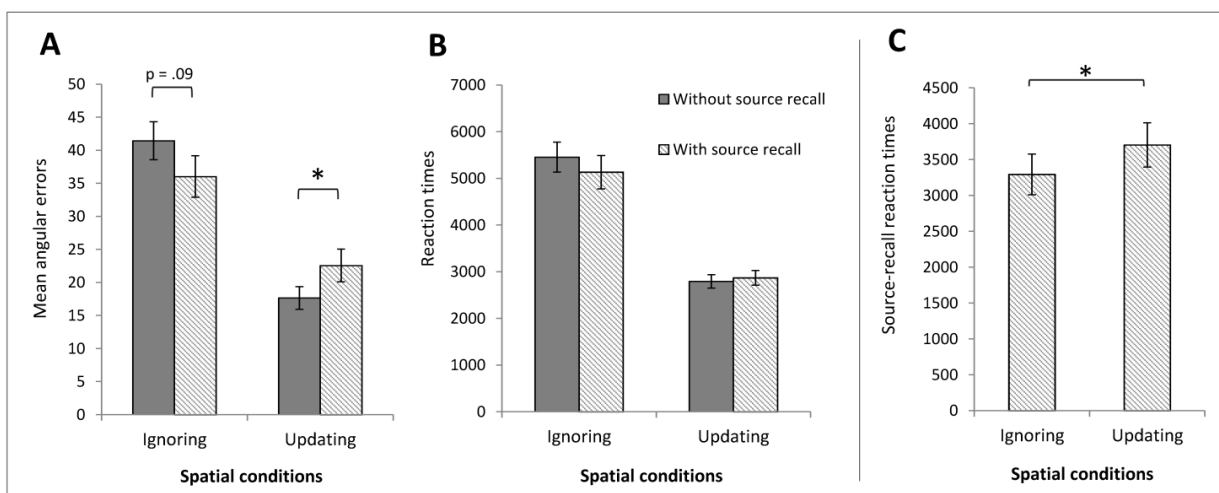 A
Mean angular errors
50
45
40
35
30
25
20
15
10
5
0
p = .09
*
Ignoring
Updating
Spatial conditions
B
Reaction times
7000
6000
5000
4000
3000
2000
1000
0
Without source recall
With source recall
Ignoring
Updating
Spatial conditions
C
Source-recall reaction times
4500
4000
3500
3000
2500
2000
1500
1000
500
0
*
Ignoring
Updating
Spatial conditions